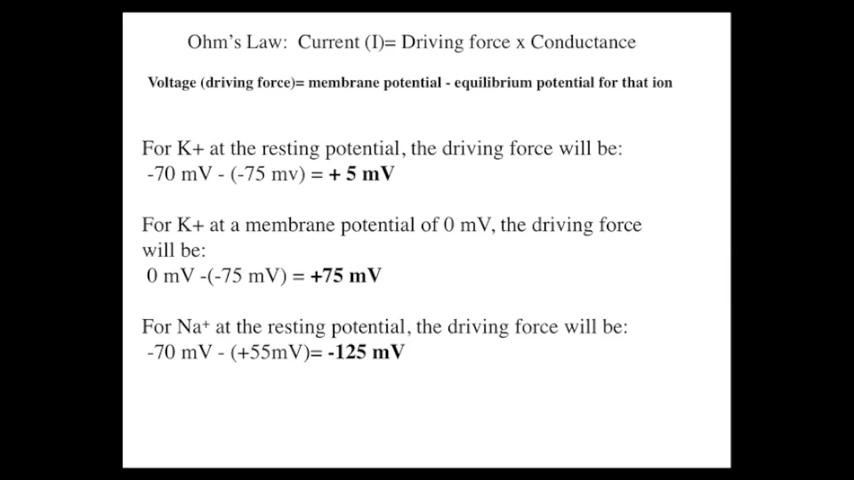 Ohm's Law: Current (I)= Driving force x Conductance
Voltage (driving force)= membrane potential - equilibrium potential for that ion
For K+ at the resting potential, the driving force will be:
-70 mV - (-75 mv) = + 5 mV
For K+ at a membrane potential of 0 mV, the driving force
will be:
0 mV -(-75 mV) = +75 mV
For Na⁺ at the resting potential, the driving force will be:
-70 mV - (+55mV)= -125 mV